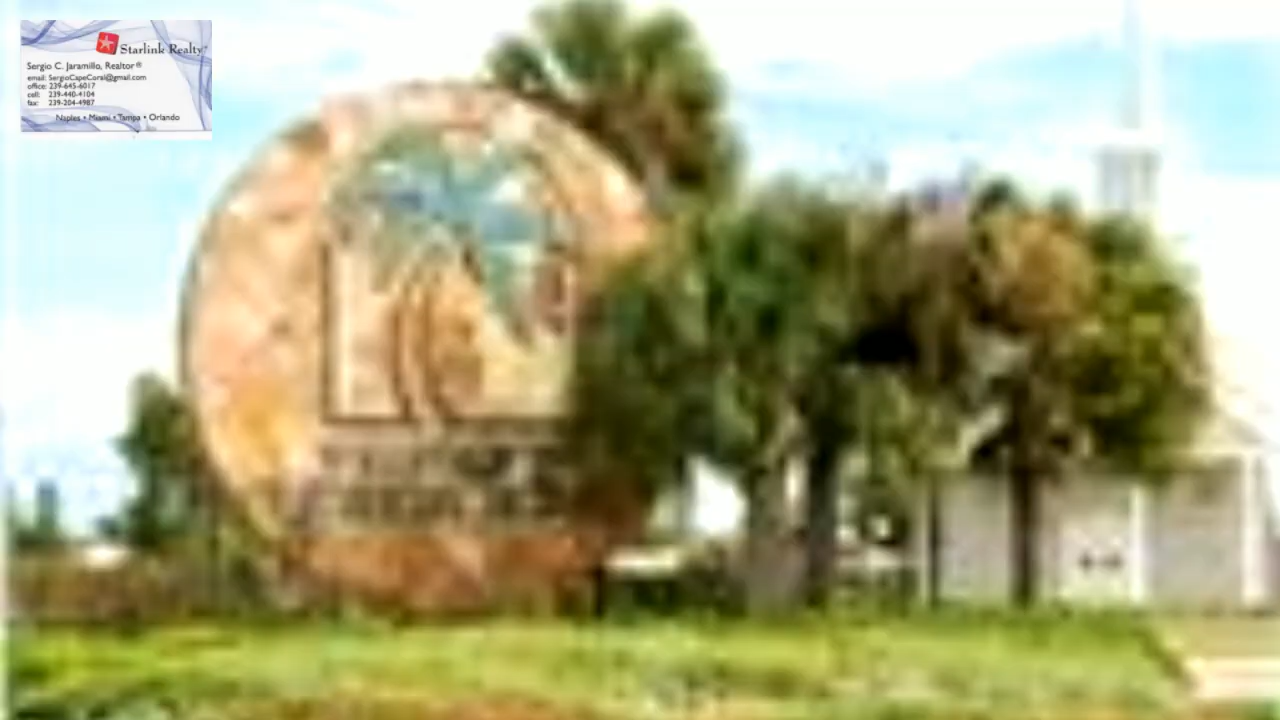 Starlink Realty
Sergio C. Jaramillo, Realtor®
email: SergioCapeCoral@gmail.com
office: 239-645-6017
cell: 239-440-4104
fax: 239-204-4987
Naples • Miami • Tampa • Orlando